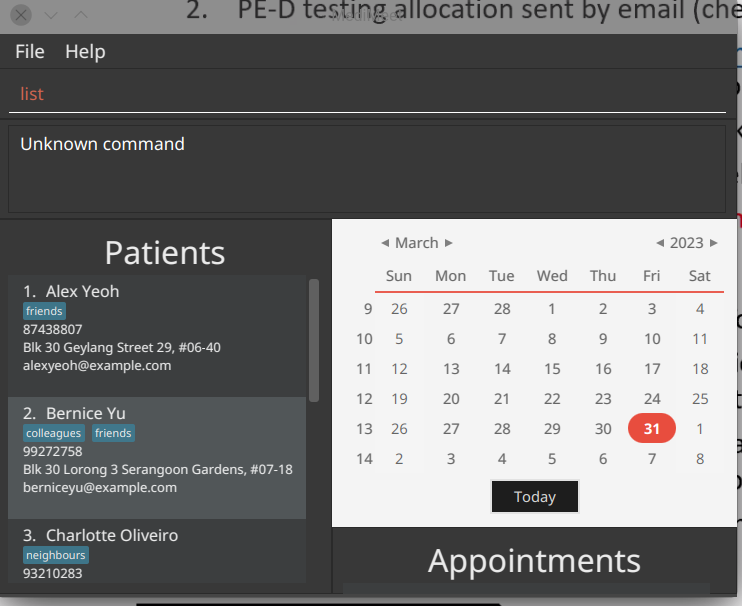 2. PE-D testing allocation sent by email (che
File Help
list
Unknown command
Patients
1. Alex Yeoh
friends
87438807
Blk 30 Geylang Street 29, #06-40
alexyeoh@example.com
2. Bernice Yu
colleagues friends
99272758
Blk 30 Lorong 3 Serangoon Gardens, #07-18
berniceyu@example.com
3. Charlotte Oliveiro
neighbours
93210283
◄ March ► ◄ 2023 ►
Sun Mon Tue Wed Thu Fri Sat
9 26 27 28 1 2 3 4
10 5 6 7 8 9 10 11
11 12 13 14 15 16 17 18
12 19 20 21 22 23 24 25
13 26 27 28 29 30 31 1
14 2 3 4 5 6 7 8
Today
Appointments